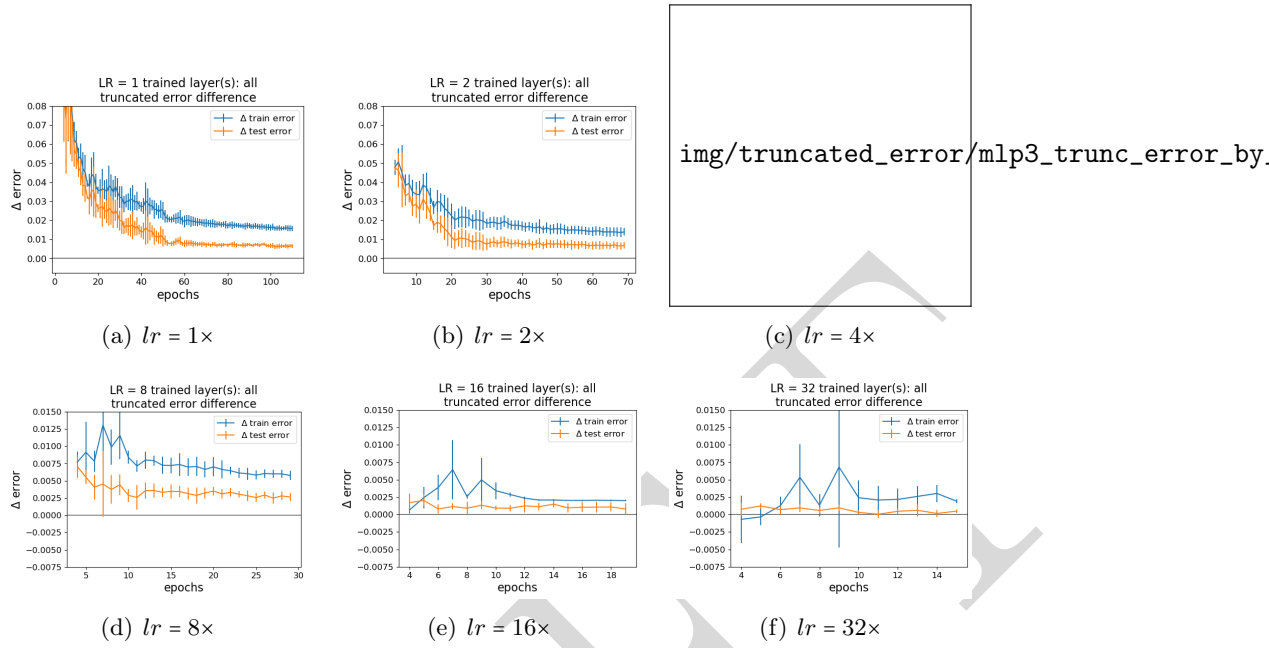 LR = 1 trained layer(s): all
truncated error difference
0.08
0.07
0.06
0.05
0.04
0.03
0.02
0.01
0.00
Δ error
Δ train error
Δ test error
0 20 40 60 80 100
epochs
(a) lr = 1×
LR = 2 trained layer(s): all
truncated error difference
0.08
0.07
0.06
0.05
0.04
0.03
0.02
0.01
0.00
Δ error
Δ train error
Δ test error
10 20 30 40 50 60 70
epochs
(b) lr = 2×
img/truncated_error/mlp3_trunc_error_by_
(c) lr = 4×
LR = 8 trained layer(s): all
truncated error difference
0.0150
0.0125
0.0100
0.0075
0.0050
0.0025
0.0000
−0.0025
−0.0050
−0.0075
Δ error
Δ train error
Δ test error
5 10 15 20 25 30
epochs
(d) lr = 8×
LR = 16 trained layer(s): all
truncated error difference
0.0150
0.0125
0.0100
0.0075
0.0050
0.0025
0.0000
−0.0025
−0.0050
−0.0075
Δ error
Δ train error
Δ test error
4 6 8 10 12 14 16 18
epochs
(e) lr = 16×
LR = 32 trained layer(s): all
truncated error difference
0.0150
0.0125
0.0100
0.0075
0.0050
0.0025
0.0000
−0.0025
−0.0050
−0.0075
Δ error
Δ train error
Δ test error
4 6 8 10 12 14
epochs
(f) lr = 32×